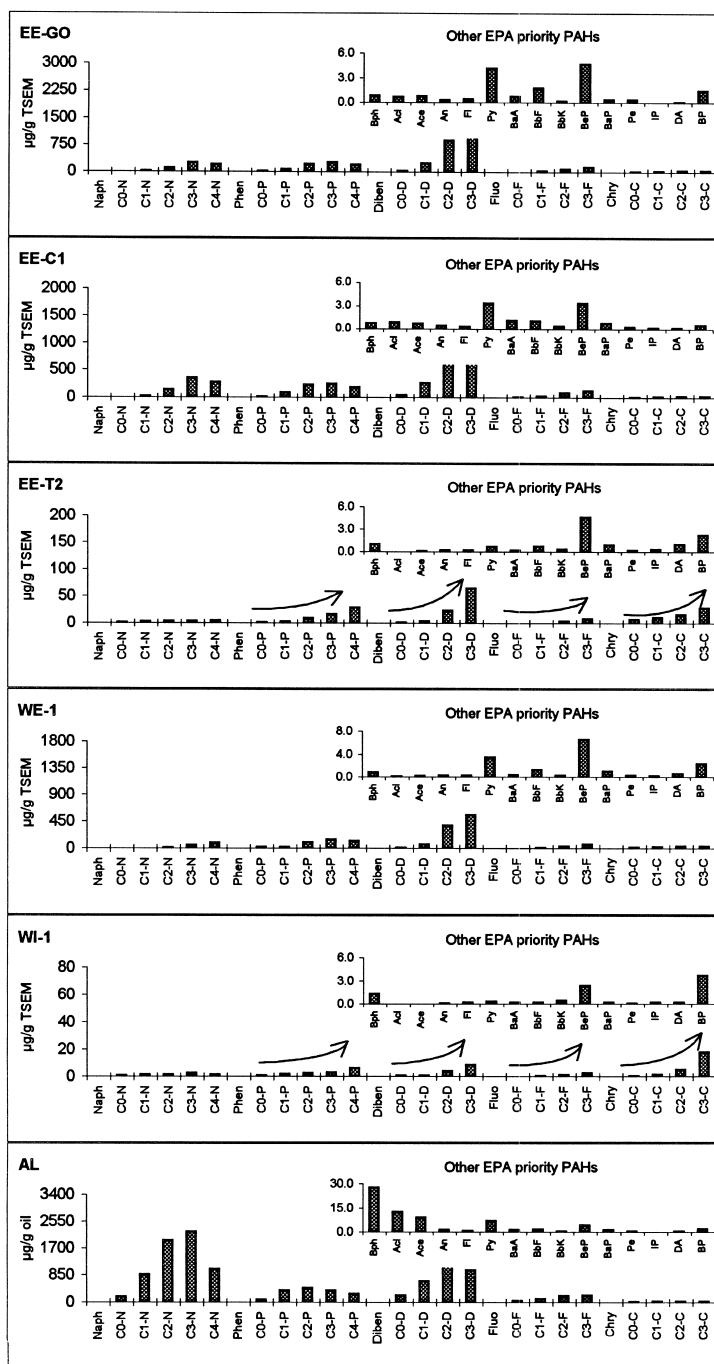 EE-GO
Other EPA priority PAHs
µg/g TSEM
3000
2250
1500
750
0
6.0
3.0
0.0
Bph Acl Ace An Fl Py BaA BbF BbK BeP BaP Pe IP DA BP
Naph C0-N C1-N C2-N C3-N C4-N Phen C0-P C1-P C2-P C3-P C4-P Diben C0-D C1-D C2-D C3-D Fluo C0-F C1-F C2-F C3-F Chry C0-C C1-C C2-C C3-C
EE-C1
Other EPA priority PAHs
µg/g TSEM
2000
1500
1000
500
0
6.0
3.0
0.0
Bph Acl Ace An Fl Py BaA BbF BbK BeP BaP Pe IP DA BP
Naph C0-N C1-N C2-N C3-N C4-N Phen C0-P C1-P C2-P C3-P C4-P Diben C0-D C1-D C2-D C3-D Fluo C0-F C1-F C2-F C3-F Chry C0-C C1-C C2-C C3-C
EE-T2
Other EPA priority PAHs
µg/g TSEM
200
150
100
50
0
6.0
3.0
0.0
Bph Acl Ace An Fl Py BaA BbF BbK BeP BaP Pe IP DA BP
Naph C0-N C1-N C2-N C3-N C4-N Phen C0-P C1-P C2-P C3-P C4-P Diben C0-D C1-D C2-D C3-D Fluo C0-F C1-F C2-F C3-F Chry C0-C C1-C C2-C C3-C
WE-1
Other EPA priority PAHs
µg/g TSEM
1800
1350
900
450
0
8.0
4.0
0.0
Bph Acl Ace An Fl Py BaA BbF BbK BeP BaP Pe IP DA BP
Naph C0-N C1-N C2-N C3-N C4-N Phen C0-P C1-P C2-P C3-P C4-P Diben C0-D C1-D C2-D C3-D Fluo C0-F C1-F C2-F C3-F Chry C0-C C1-C C2-C C3-C
WI-1
Other EPA priority PAHs
µg/g TSEM
80
60
40
20
0
6.0
3.0
0.0
Bph Acl Ace An Fl Py BaA BbF BbK BeP BaP Pe IP DA BP
Naph C0-N C1-N C2-N C3-N C4-N Phen C0-P C1-P C2-P C3-P C4-P Diben C0-D C1-D C2-D C3-D Fluo C0-F C1-F C2-F C3-F Chry C0-C C1-C C2-C C3-C
AL
Other EPA priority PAHs
µg/g oil
3400
2550
1700
850
0
30.0
15.0
0.0
Bph Acl Ace An Fl Py BaA BbF BbK BeP BaP Pe IP DA BP
Naph C0-N C1-N C2-N C3-N C4-N Phen C0-P C1-P C2-P C3-P C4-P Diben C0-D C1-D C2-D C3-D Fluo C0-F C1-F C2-F C3-F Chry C0-C C1-C C2-C C3-C